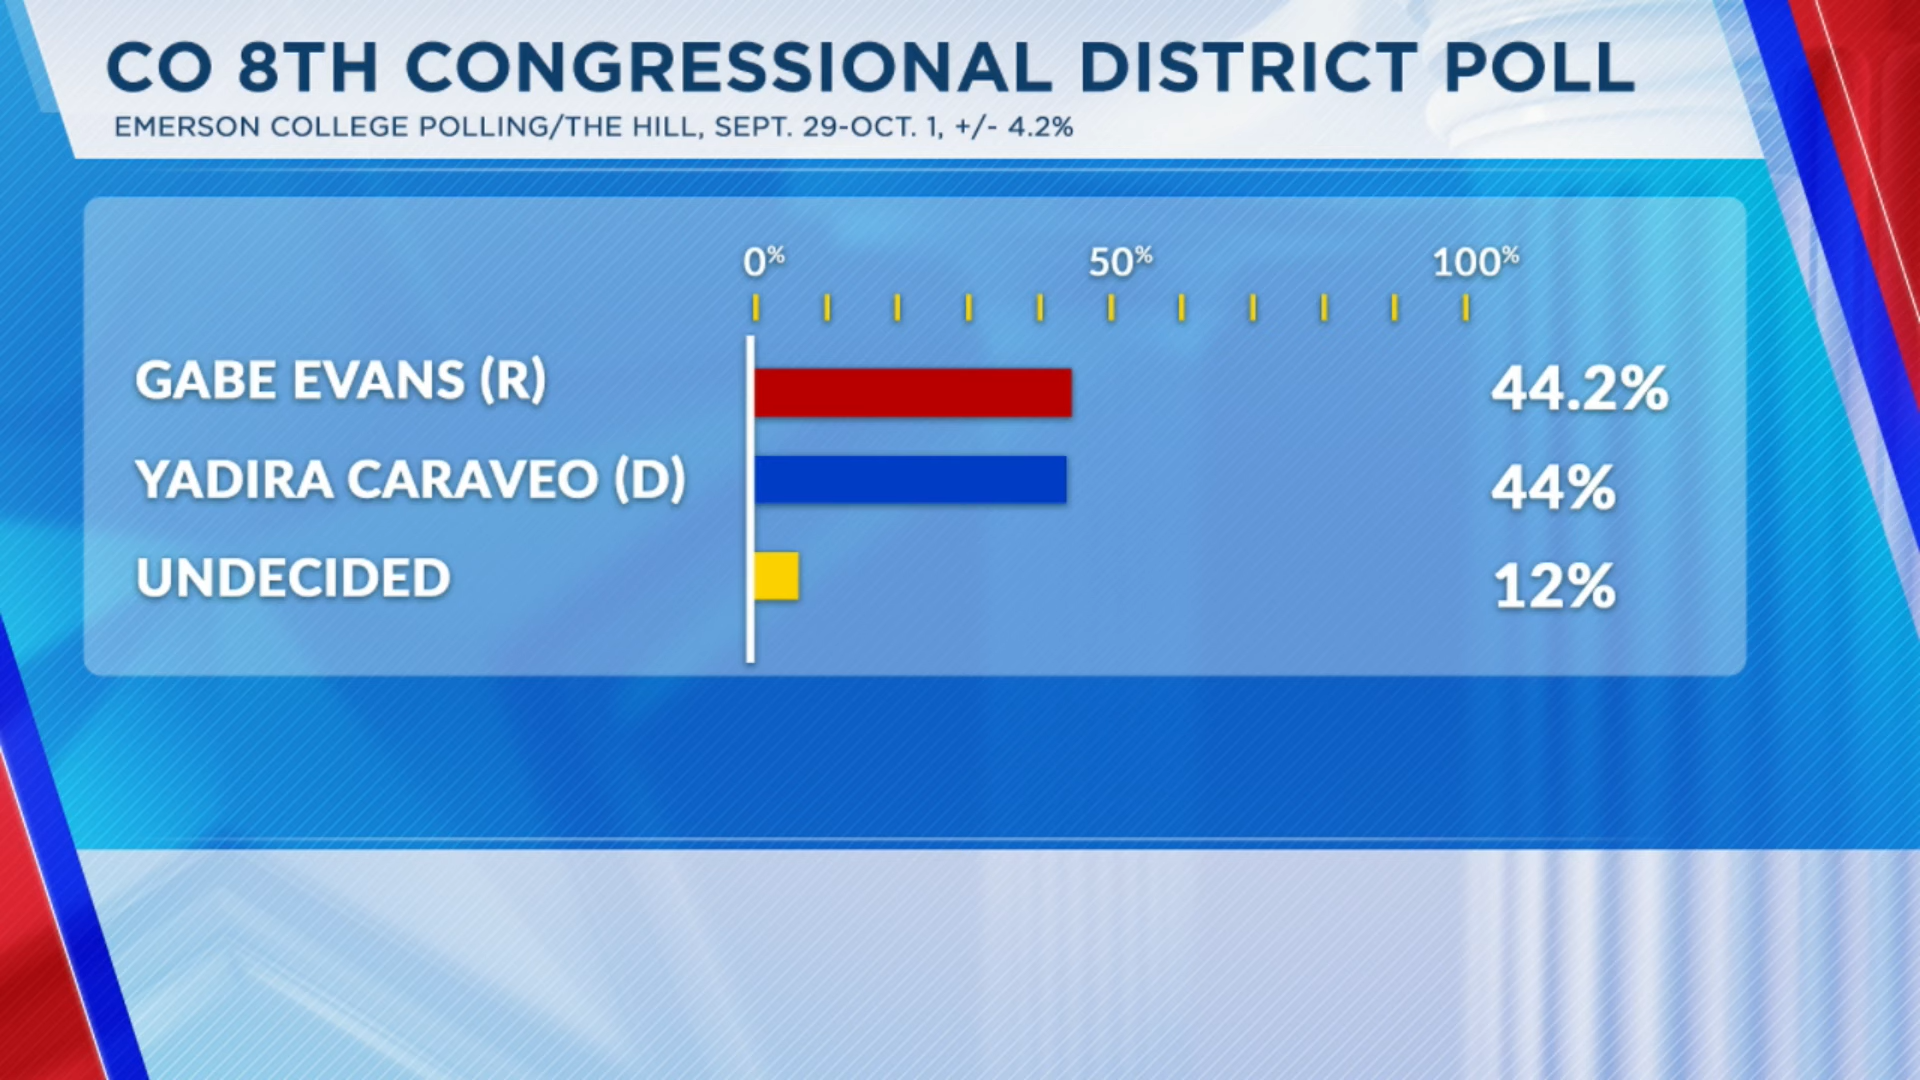 CO 8TH CONGRESSIONAL DISTRICT POLL
EMERSON COLLEGE POLLING/THE HILL, SEPT. 29-OCT. 1, +/- 4.2%
0% 50% 100%
GABE EVANS (R) 44.2%
YADIRA CARAVEO (D) 44%
UNDECIDED 12%